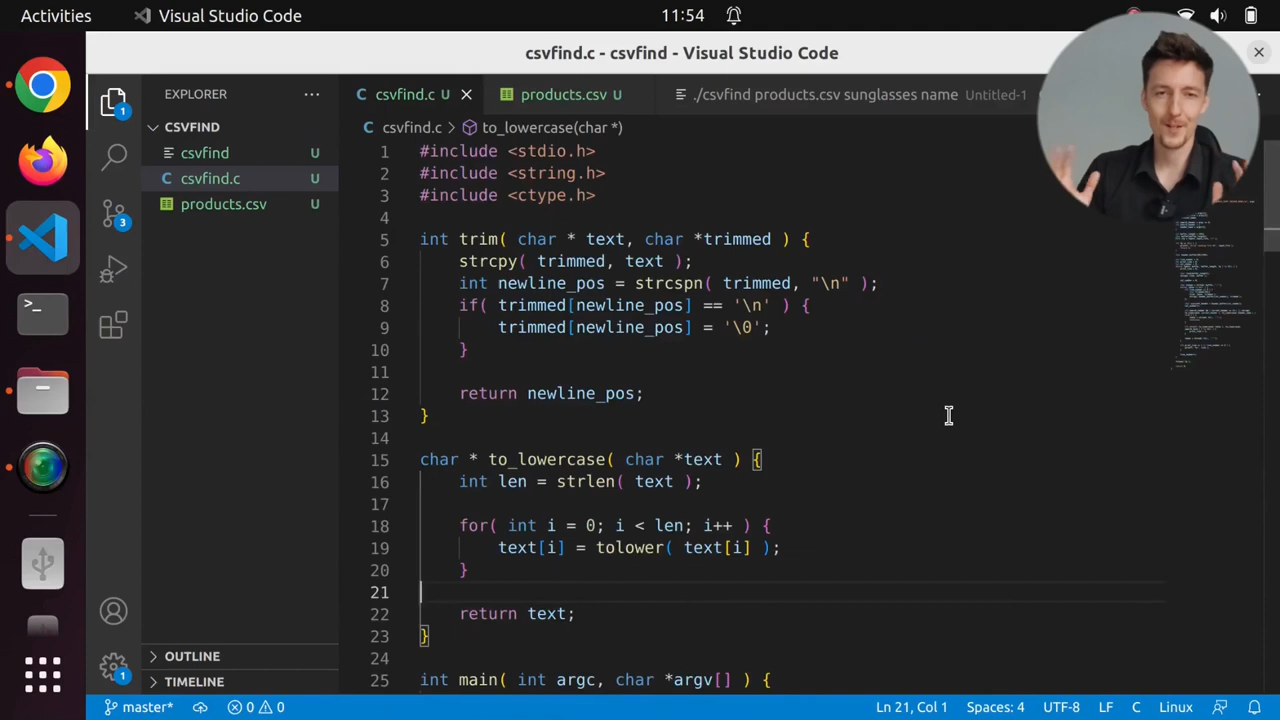 Activities Visual Studio Code 11:54
csvfind.c - csvfind - Visual Studio Code
EXPLORER
csvfind.c U products.csv U ./csvfind products.csv sunglasses name Untitled-1
CSVFIND
csvfind.c > to_lowercase(char *)
csvfind U
csvfind.c U
products.csv U
1 #include <stdio.h>
2 #include <string.h>
3 #include <ctype.h>
4
5 int trim( char * text, char *trimmed ) {
6 strcpy( trimmed, text );
7 int newline_pos = strcspn( trimmed, "\n" );
8 if( trimmed[newline_pos] == '\n' ) {
9 trimmed[newline_pos] = '\0';
10 }
11
12 return newline_pos;
13 }
14
15 char * to_lowercase( char *text ) {
16 int len = strlen( text );
17
18 for( int i = 0; i < len; i++ ) {
19 text[i] = tolower( text[i] );
20 }
21
22 return text;
23 }
24
25 int main( int argc, char *argv[] ) {
1
3
1
OUTLINE
TIMELINE
master* 0 0 Ln 21, Col 1 Spaces: 4 UTF-8 LF C Linux